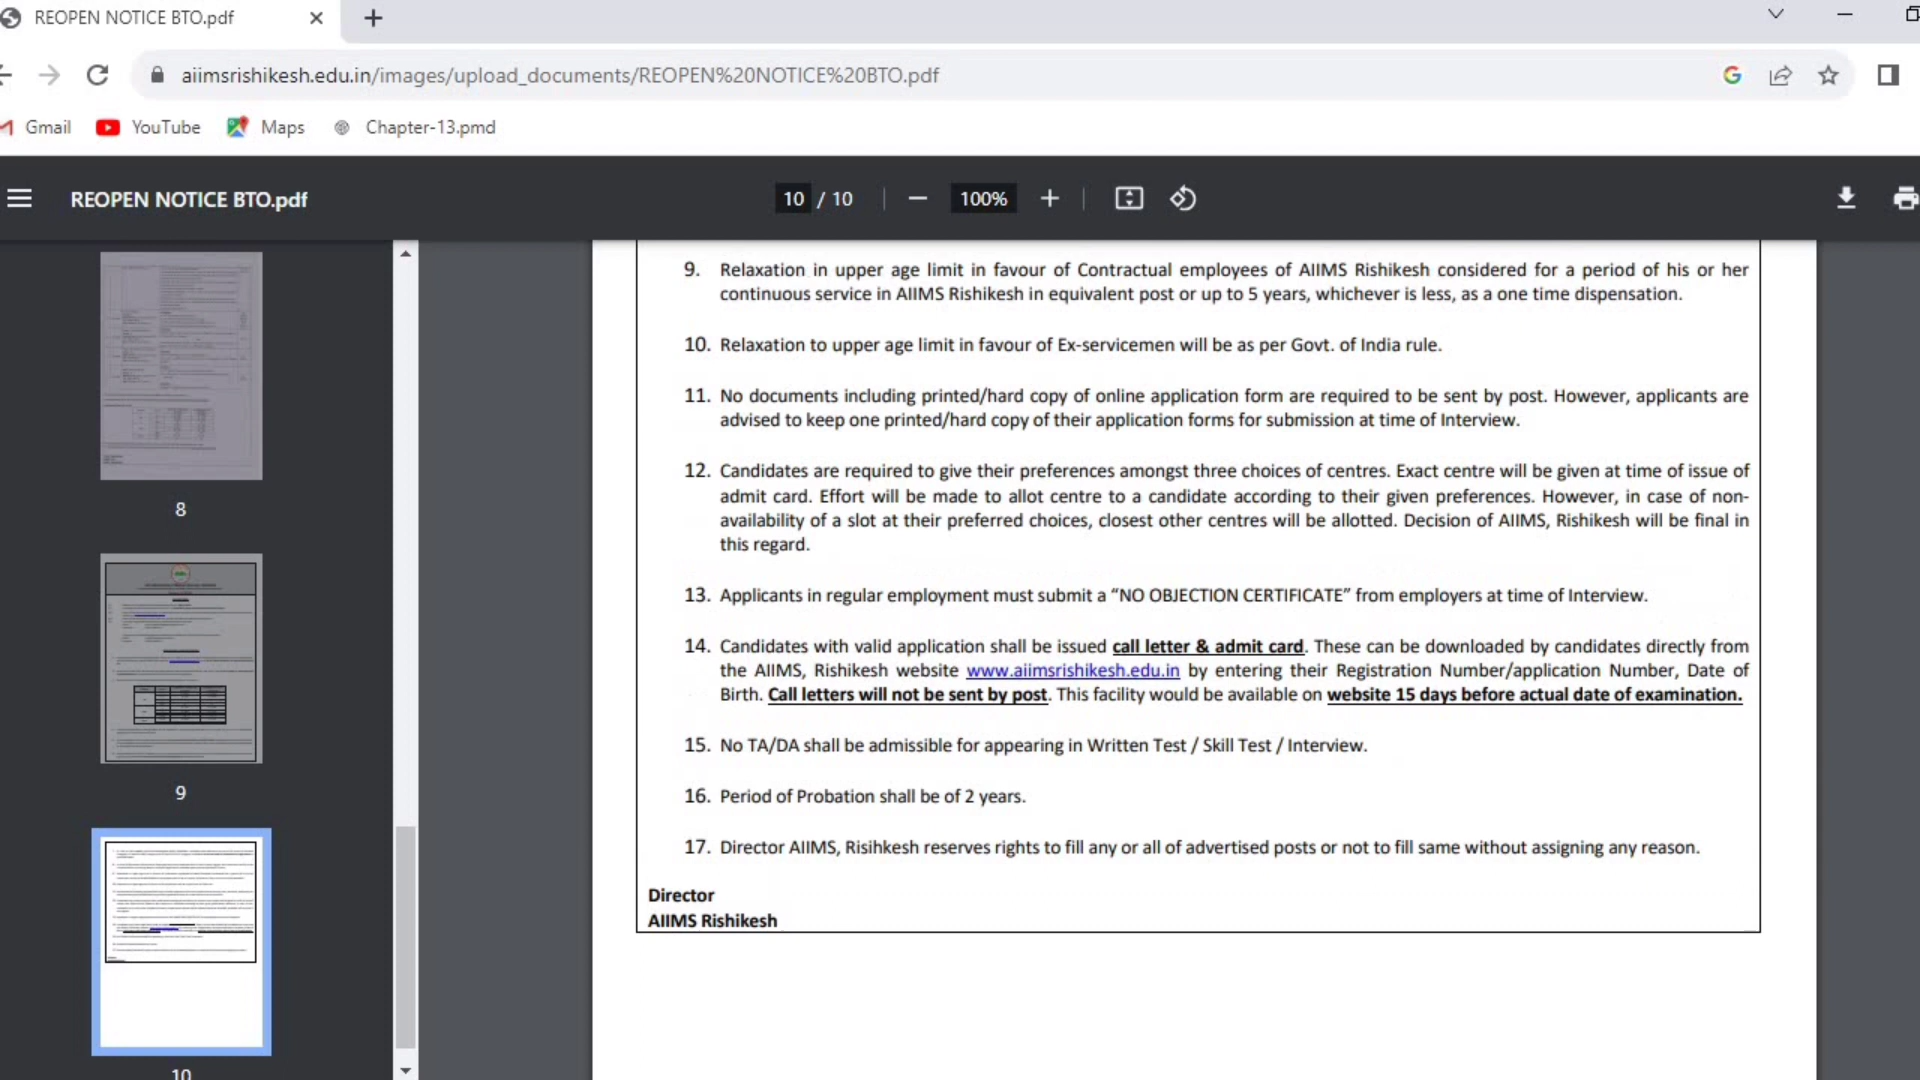 REOPEN NOTICE BTO.pdf
aiimsrishikesh.edu.in/images/upload_documents/REOPEN%20NOTICE%20BTO.pdf
Gmail YouTube Maps Chapter-13.pmd
REOPEN NOTICE BTO.pdf 10 / 10 100%
8
9
10
9. Relaxation in upper age limit in favour of Contractual employees of AIIMS Rishikesh considered for a period of his or her
continuous service in AIIMS Rishikesh in equivalent post or up to 5 years, whichever is less, as a one time dispensation.
10. Relaxation to upper age limit in favour of Ex-servicemen will be as per Govt. of India rule.
11. No documents including printed/hard copy of online application form are required to be sent by post. However, applicants are
advised to keep one printed/hard copy of their application forms for submission at time of Interview.
12. Candidates are required to give their preferences amongst three choices of centres. Exact centre will be given at time of issue of
admit card. Effort will be made to allot centre to a candidate according to their given preferences. However, in case of non-
availability of a slot at their preferred choices, closest other centres will be allotted. Decision of AIIMS, Rishikesh will be final in
this regard.
13. Applicants in regular employment must submit a “NO OBJECTION CERTIFICATE” from employers at time of Interview.
14. Candidates with valid application shall be issued call letter & admit card. These can be downloaded by candidates directly from
the AIIMS, Rishikesh website www.aiimsrishikesh.edu.in by entering their Registration Number/application Number, Date of
Birth. Call letters will not be sent by post. This facility would be available on website 15 days before actual date of examination.
15. No TA/DA shall be admissible for appearing in Written Test / Skill Test / Interview.
16. Period of Probation shall be of 2 years.
17. Director AIIMS, Risihkesh reserves rights to fill any or all of advertised posts or not to fill same without assigning any reason.
Director
AIIMS Rishikesh